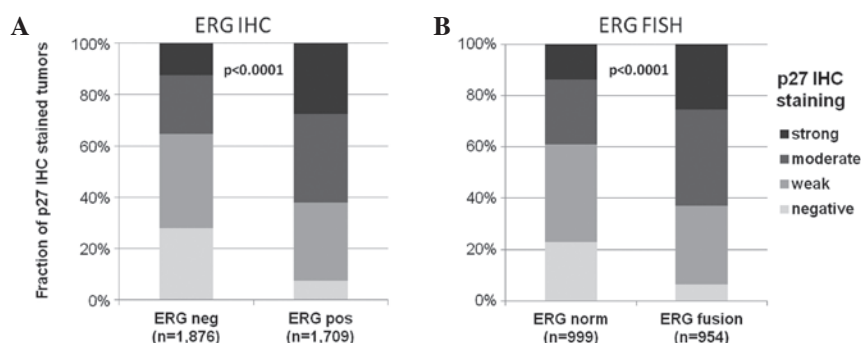 A
ERG IHC
Fraction of p27 IHC stained tumors
100%
80%
60%
40%
20%
0%
p<0.0001
ERG neg
(n=1,876)
ERG pos
(n=1,709)
B
ERG FISH
100%
80%
60%
40%
20%
0%
p<0.0001
ERG norm
(n=999)
ERG fusion
(n=954)
p27 IHC
staining
strong
moderate
weak
negative